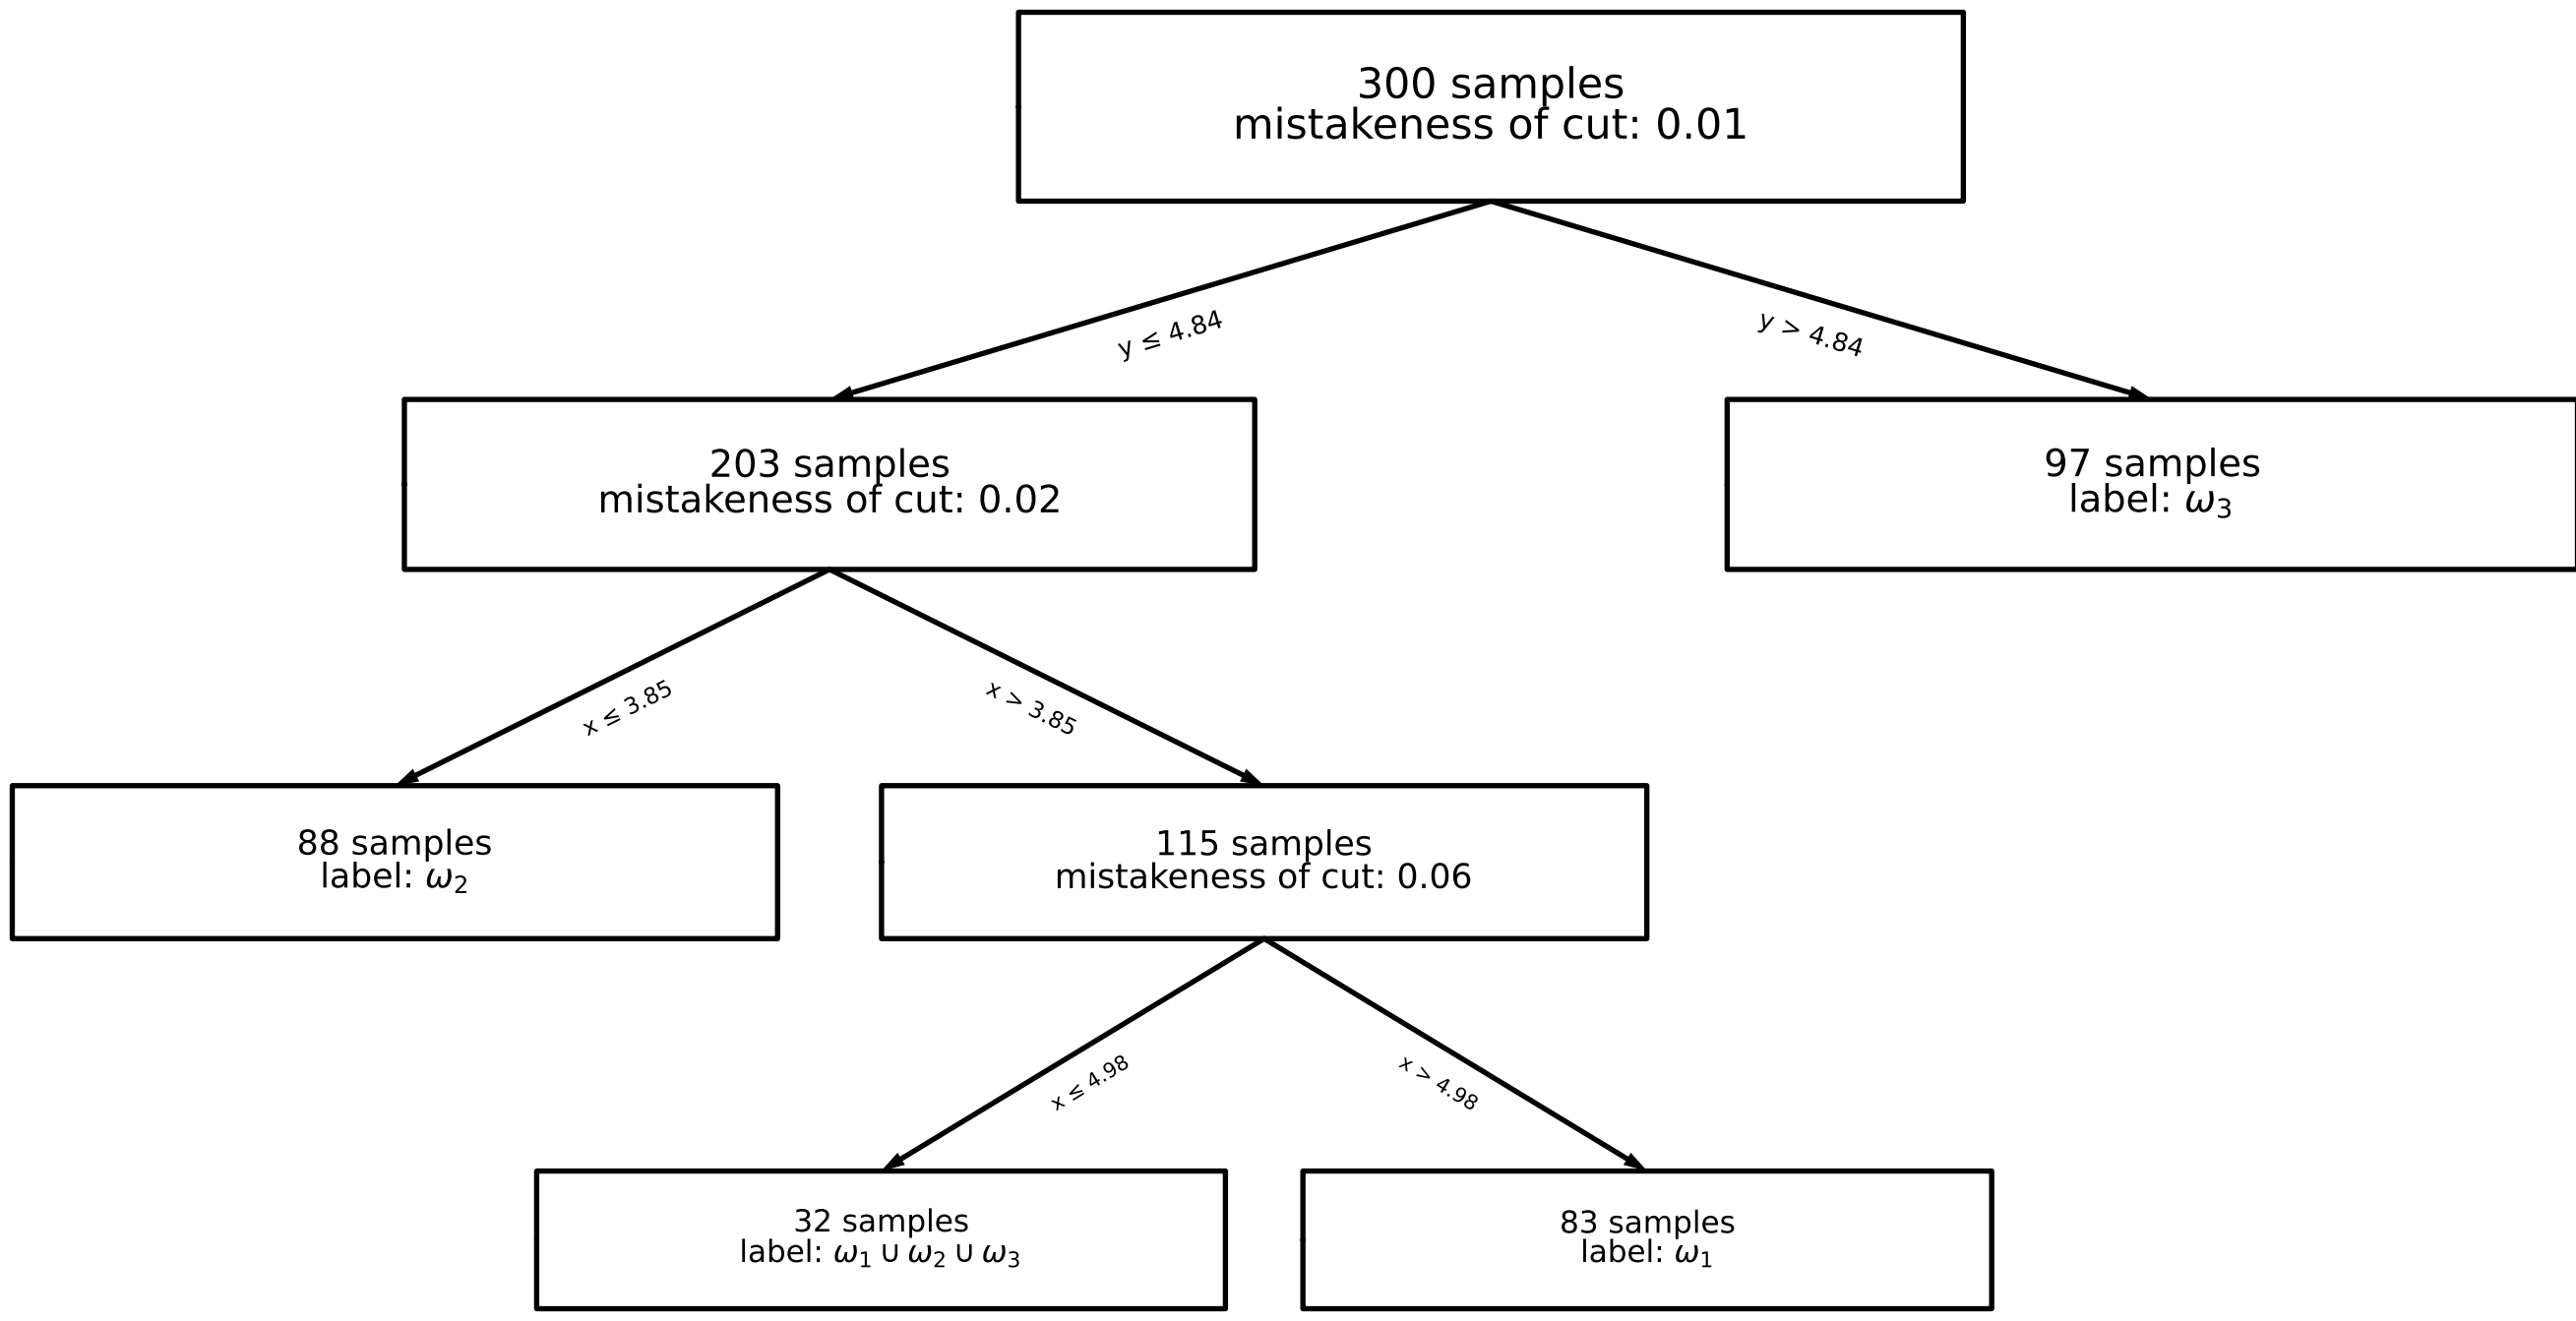 300 samples
mistakeness of cut: 0.01
y ≤ 4.84
y > 4.84
203 samples
mistakeness of cut: 0.02
97 samples
label: ω₃
x ≤ 3.85
x > 3.85
88 samples
label: ω₂
115 samples
mistakeness of cut: 0.06
x ≤ 4.98
x > 4.98
32 samples
label: ω₁ ∪ ω₂ ∪ ω₃
83 samples
label: ω₁